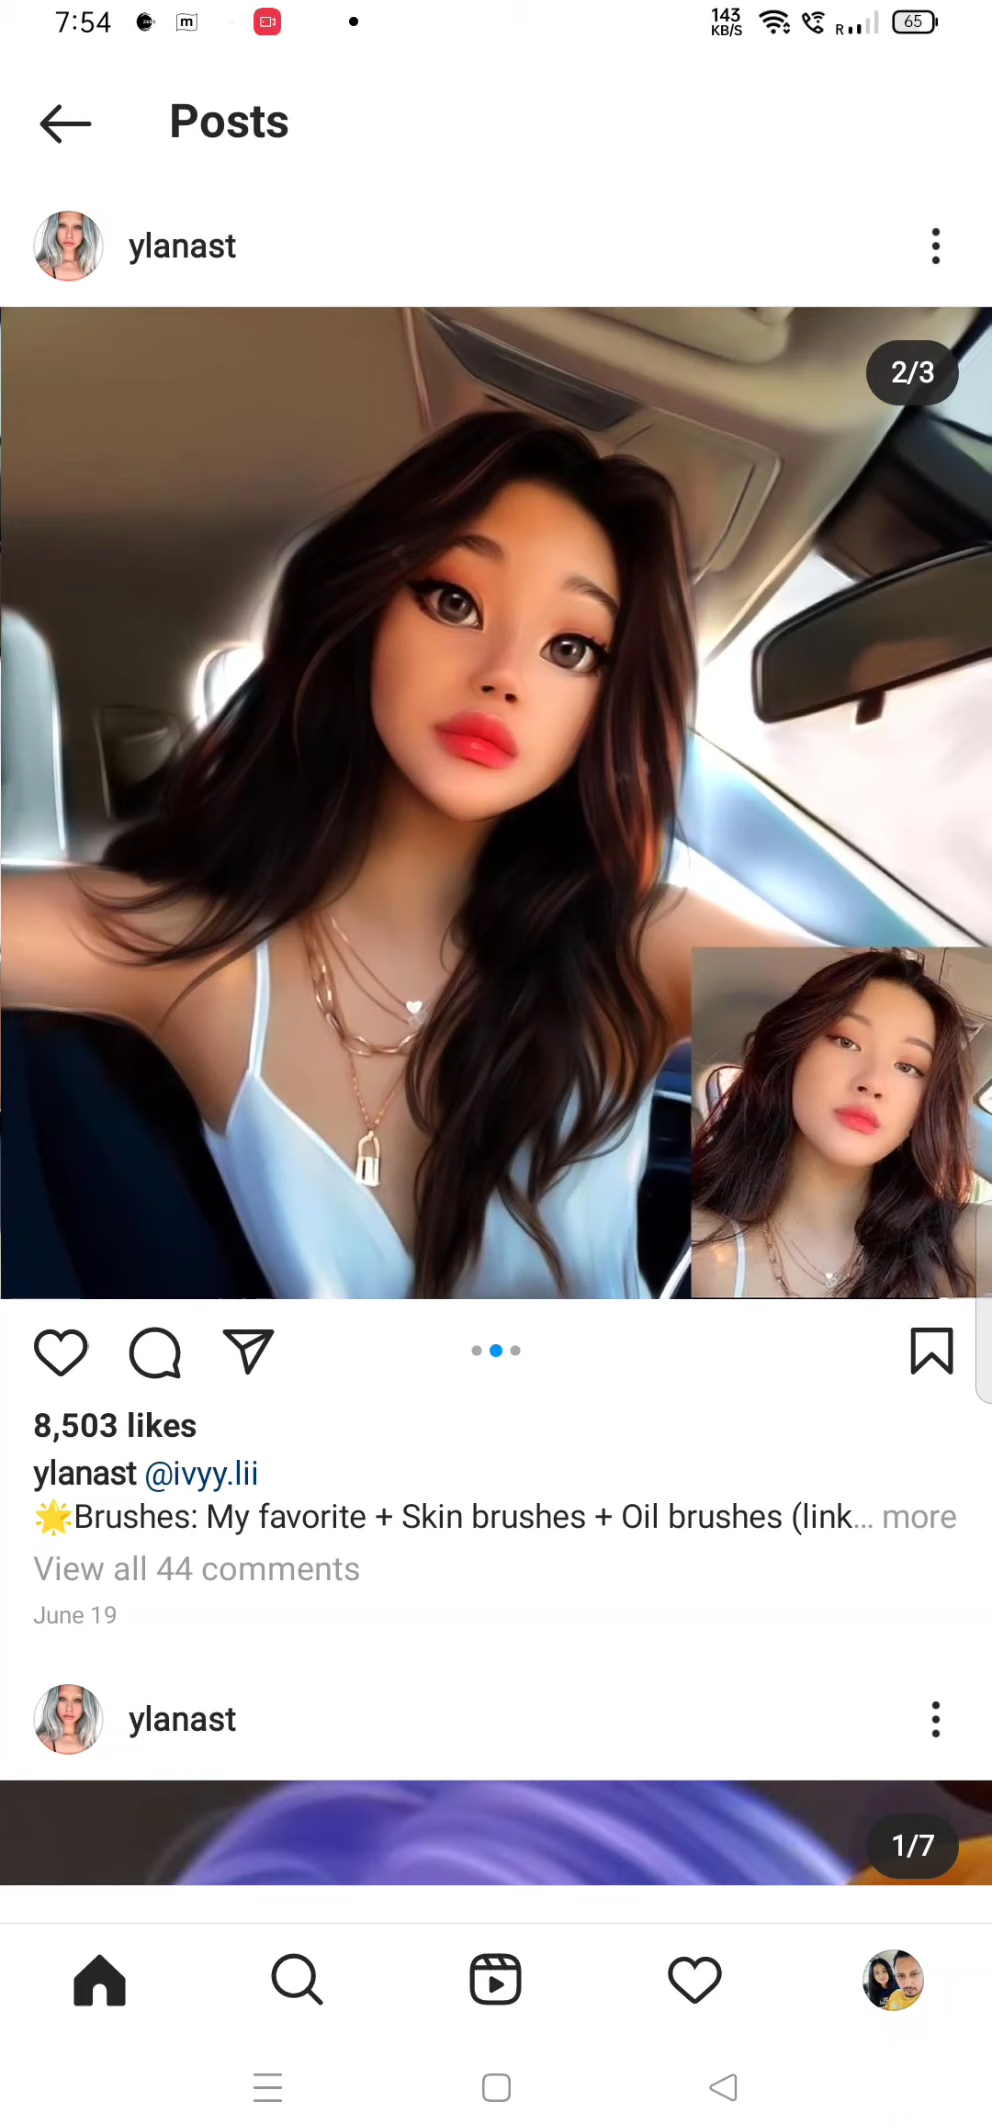 7:54
m
143
KB/S
R
65
Posts
ylanast
2/3
8,503 likes
ylanast @ivyy.lii
🌟Brushes: My favorite + Skin brushes + Oil brushes (link... more
View all 44 comments
June 19
ylanast
1/7